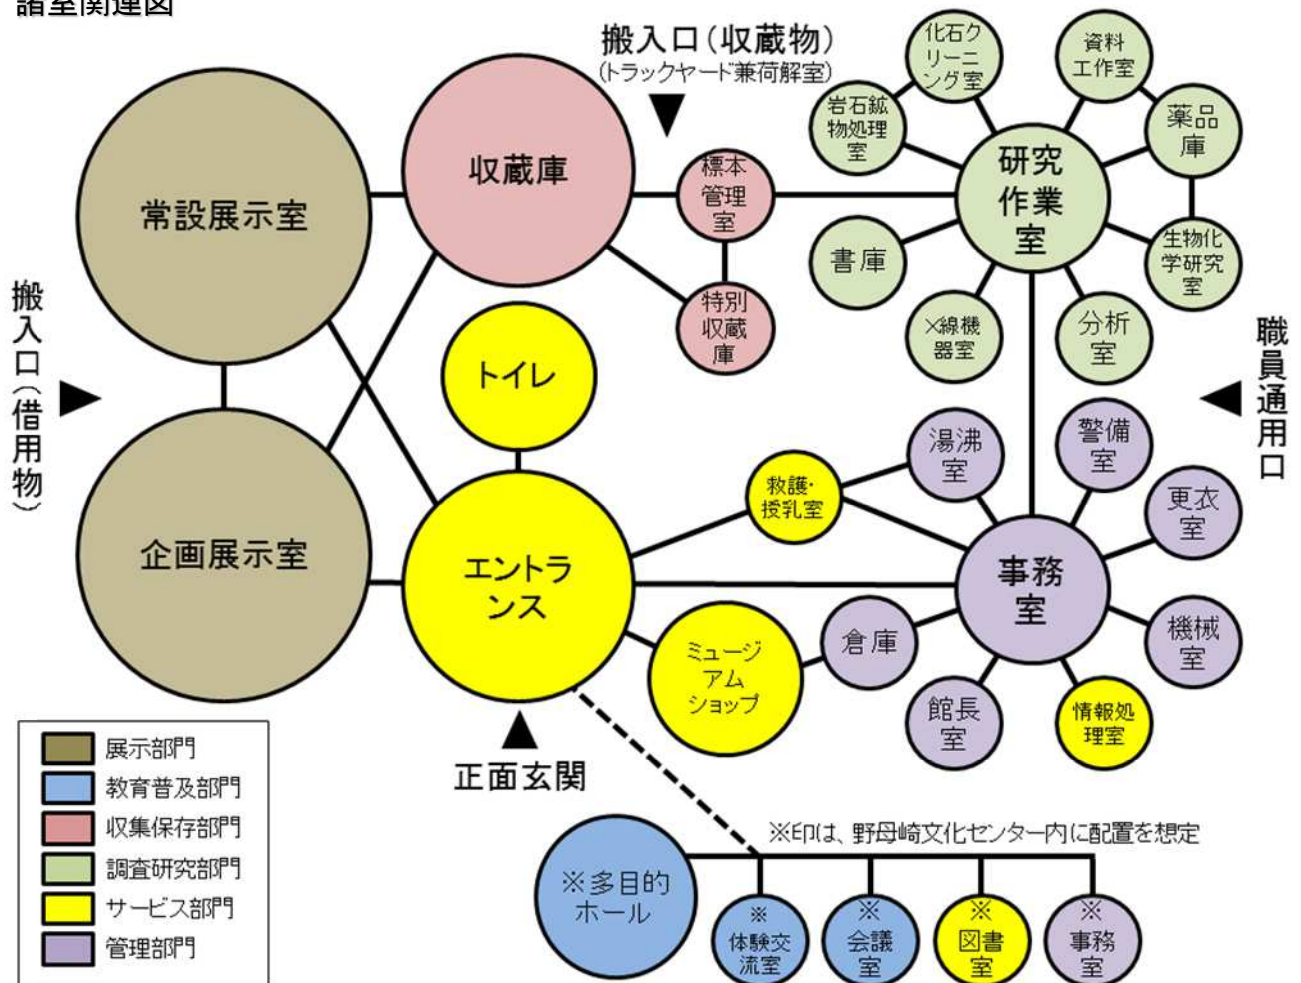 諸室関連図
搬入口(収蔵物)
(トラックヤード兼荷解室)
化石ク
リーニ
ング室
資料
工作室
岩石鉱
物処理
室
薬品
庫
収蔵庫
標本
管理
室
研究
作業
室
常設展示室
書庫
生物化
学研究
室
特別
収蔵
庫
X線機
器室
分析
室
搬入口(借用物)
職員通用口
トイレ
湯沸
室
警備
室
救護・
授乳室
更衣
室
企画展示室
エントラ
ンス
事務
室
ミュージ
アム
ショップ
倉庫
機械
室
館長
室
情報処
理室
正面玄関
展示部門
教育普及部門
収集保存部門
調査研究部門
サービス部門
管理部門
※印は、野母崎文化センター内に配置を想定
※多目的
ホール
※
体験交
流室
※
会議
室
※
図書
室
※
事務
室